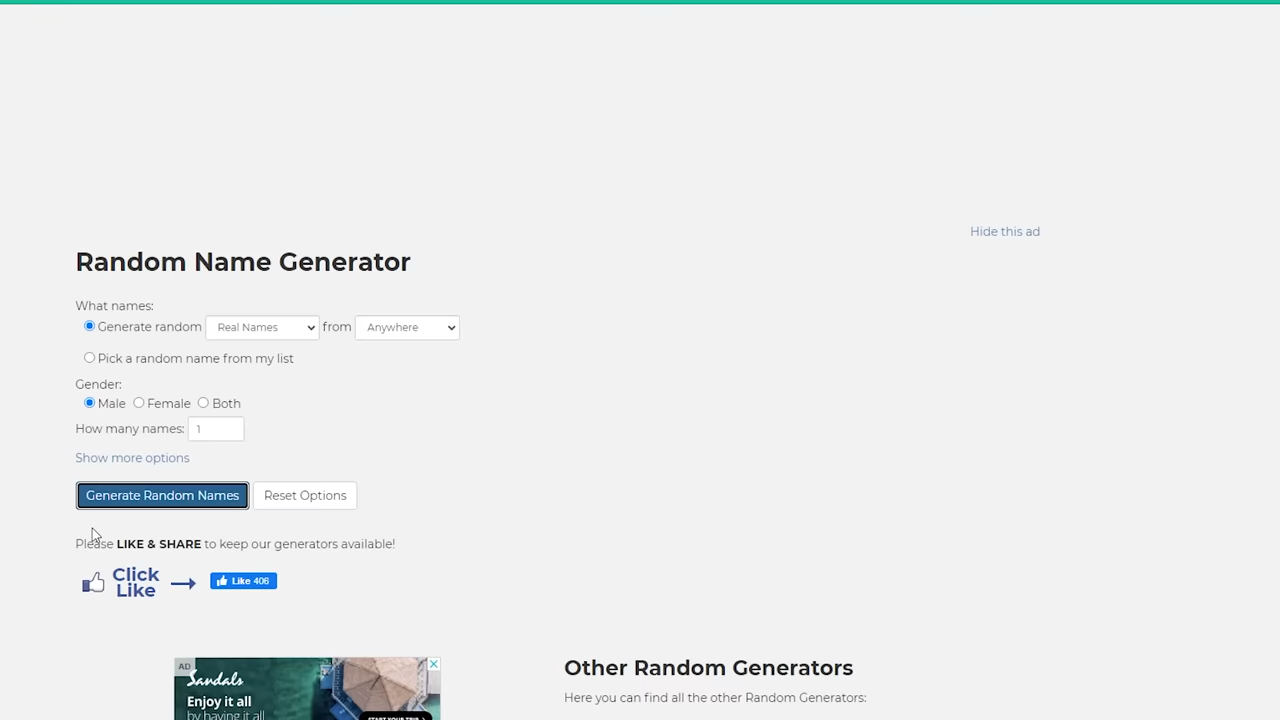 Hide this ad
Random Name Generator
What names:
Generate random Real Names from Anywhere
Pick a random name from my list
Gender:
Male Female Both
How many names: 1
Show more options
Generate Random Names Reset Options
Please LIKE & SHARE to keep our generators available!
Click
Like
Like 406
AD
Sandals
Enjoy it all
by having it all
START YOUR TRIP
Other Random Generators
Here you can find all the other Random Generators: